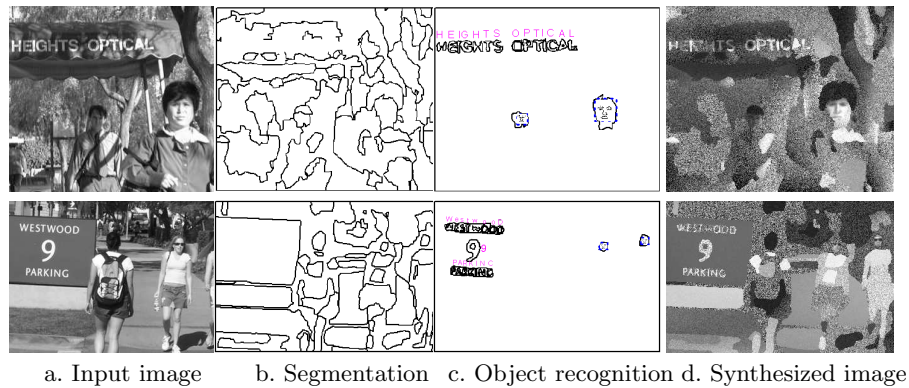 HEIGHTS OPTICAL
HEIGHTS OPTICAL
HEIGHTS OPTICAL
HEIGHTS OPTICAL
WESTWOOD
9
PARKING
WestwooD
WESTWOOD
9 9
PARKING
PARKING
WESTWOOD
9
PARKING
a. Input image b. Segmentation c. Object recognition d. Synthesized image